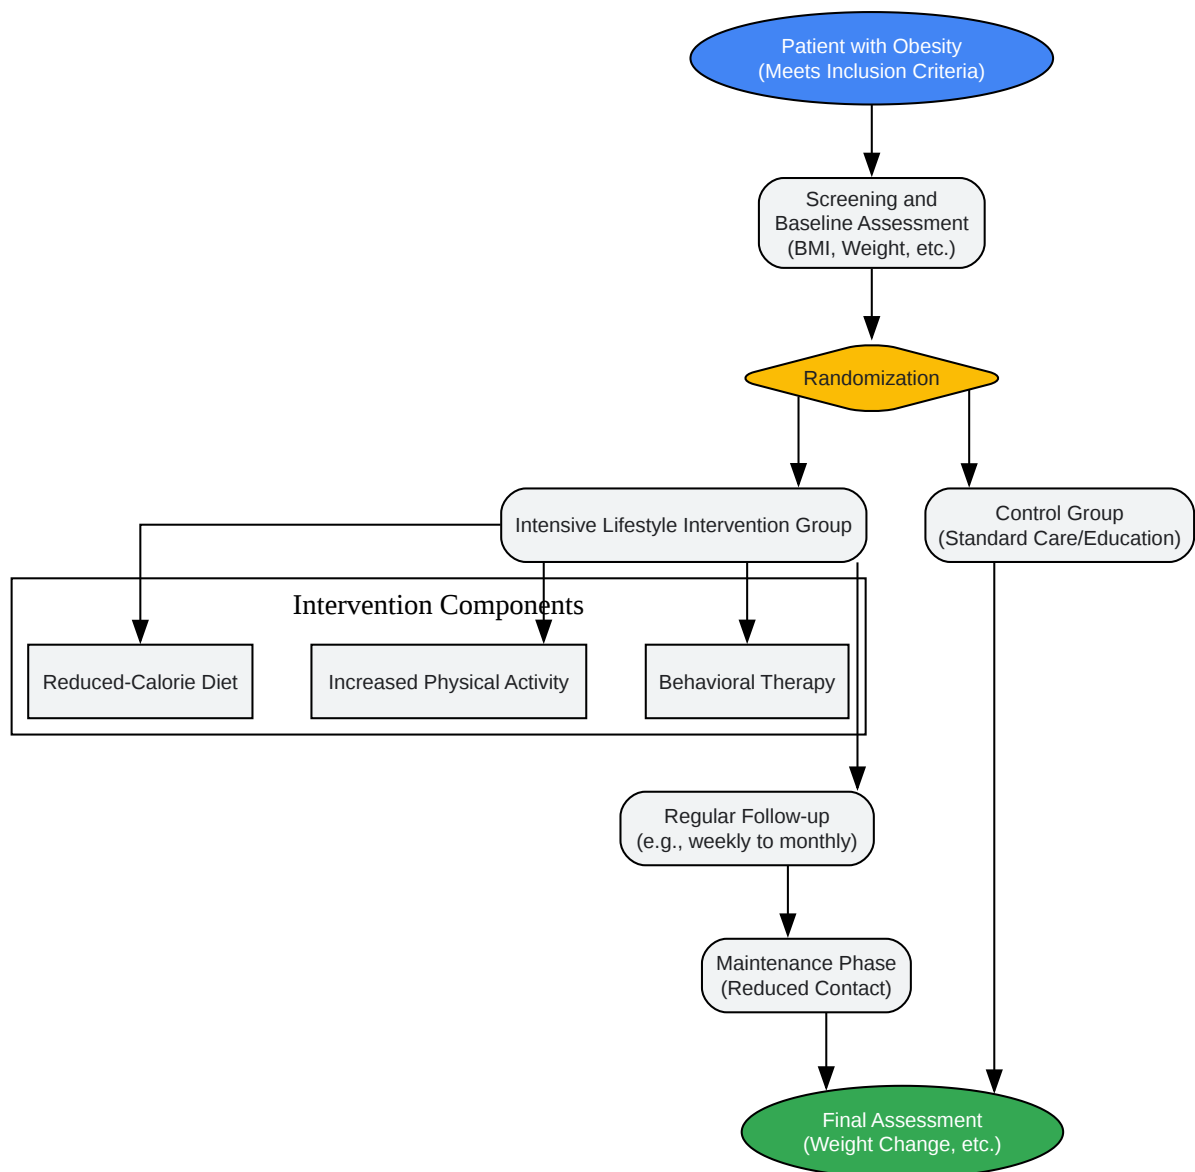 Patient with Obesity
(Meets Inclusion Criteria)
Screening and
Baseline Assessment
(BMI, Weight, etc.)
Randomization
Intensive Lifestyle Intervention Group
Control Group
(Standard Care/Education)
Intervention Components
Reduced-Calorie Diet
Increased Physical Activity
Behavioral Therapy
Regular Follow-up
(e.g., weekly to monthly)
Maintenance Phase
(Reduced Contact)
Final Assessment
(Weight Change, etc.)